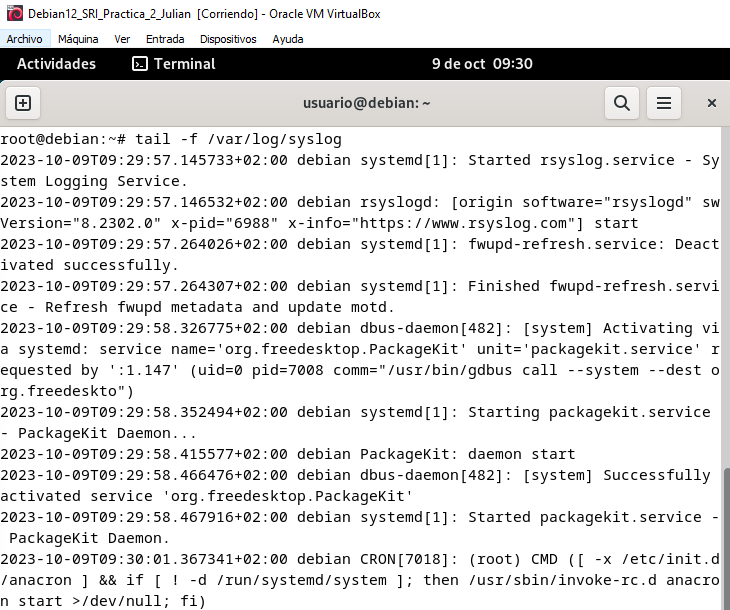 Debian12_SRI_Practica_2_Julian [Corriendo] - Oracle VM VirtualBox
Archivo Máquina Ver Entrada Dispositivos Ayuda
Actividades Terminal 9 de oct 09:30
usuario@debian: ~
root@debian:~# tail -f /var/log/syslog
2023-10-09T09:29:57.145733+02:00 debian systemd[1]: Started rsyslog.service - Sy
stem Logging Service.
2023-10-09T09:29:57.146532+02:00 debian rsyslogd: [origin software="rsyslogd" sw
Version="8.2302.0" x-pid="6988" x-info="https://www.rsyslog.com"] start
2023-10-09T09:29:57.264026+02:00 debian systemd[1]: fwupd-refresh.service: Deact
ivated successfully.
2023-10-09T09:29:57.264307+02:00 debian systemd[1]: Finished fwupd-refresh.servi
ce - Refresh fwupd metadata and update motd.
2023-10-09T09:29:58.326775+02:00 debian dbus-daemon[482]: [system] Activating vi
a systemd: service name='org.freedesktop.PackageKit' unit='packagekit.service' r
equested by ':1.147' (uid=0 pid=7008 comm="/usr/bin/gdbus call --system --dest o
rg.freedeskto")
2023-10-09T09:29:58.352494+02:00 debian systemd[1]: Starting packagekit.service
- PackageKit Daemon...
2023-10-09T09:29:58.415577+02:00 debian PackageKit: daemon start
2023-10-09T09:29:58.466476+02:00 debian dbus-daemon[482]: [system] Successfully
activated service 'org.freedesktop.PackageKit'
2023-10-09T09:29:58.467916+02:00 debian systemd[1]: Started packagekit.service -
PackageKit Daemon.
2023-10-09T09:30:01.367341+02:00 debian CRON[7018]: (root) CMD ([ -x /etc/init.d
/anacron ] && if [ ! -d /run/systemd/system ]; then /usr/sbin/invoke-rc.d anacro
n start >/dev/null; fi)